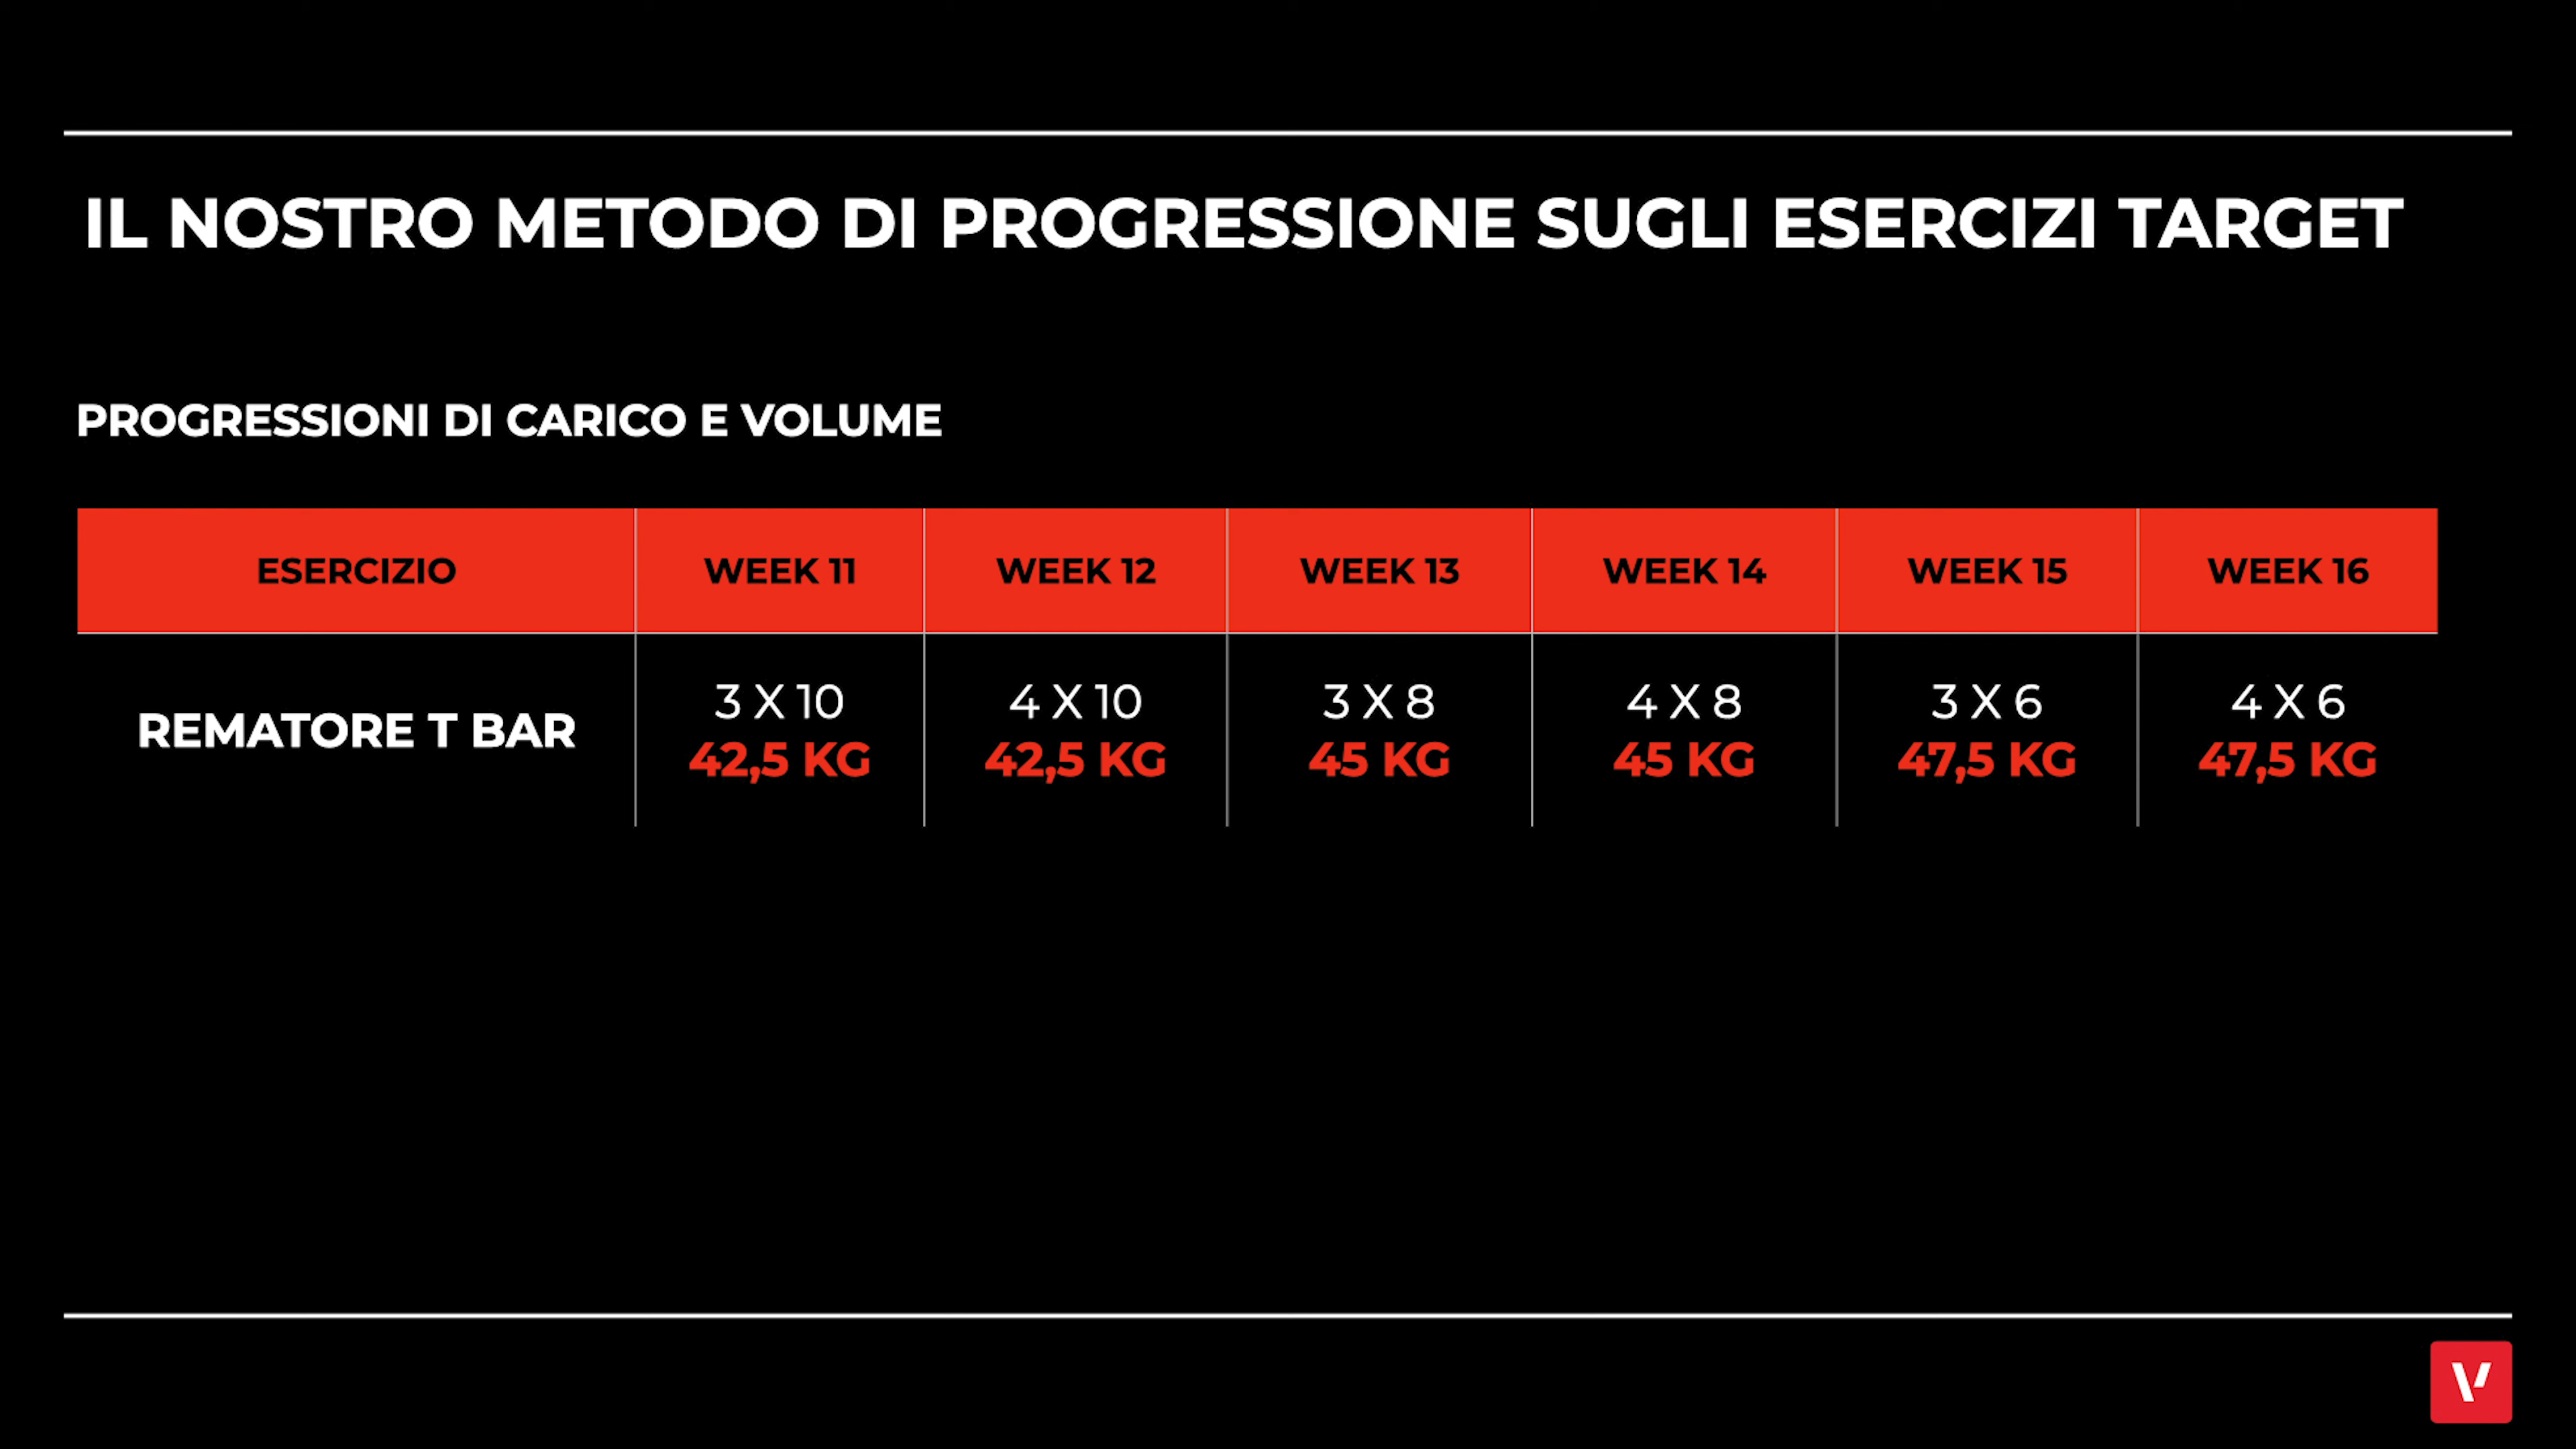 IL NOSTRO METODO DI PROGRESSIONE SUGLI ESERCIZI TARGET
PROGRESSIONI DI CARICO E VOLUME
ESERCIZIO WEEK 11 WEEK 12 WEEK 13 WEEK 14 WEEK 15 WEEK 16
REMATORE T BAR
3 X 10 4 X 10 3 X 8 4 X 8 3 X 6 4 X 6
42,5 KG 42,5 KG 45 KG 45 KG 47,5 KG 47,5 KG